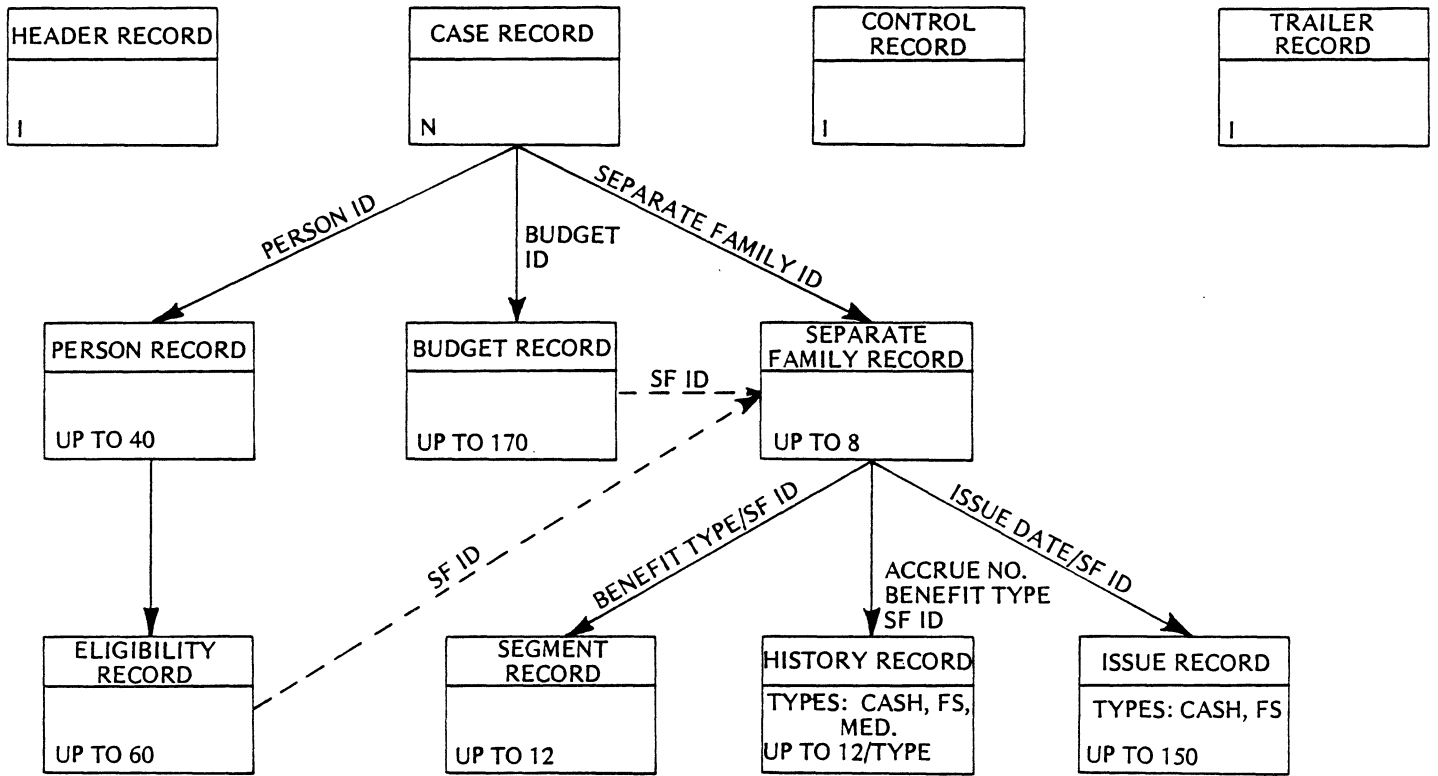 HEADER RECORD
I
CASE RECORD
N
CONTROL
RECORD
I
TRAILER
RECORD
I
PERSON ID
BUDGET
ID
SEPARATE FAMILY ID
PERSON RECORD
UP TO 40
BUDGET RECORD
UP TO 170
SF ID
SEPARATE
FAMILY RECORD
UP TO 8
SF ID
BENEFIT TYPE/SF ID
ACCRUE NO.
BENEFIT TYPE
SF ID
ISSUE DATE/SF ID
ELIGIBILITY
RECORD
UP TO 60
SEGMENT
RECORD
UP TO 12
HISTORY RECORD
TYPES: CASH, FS,
MED.
UP TO 12/TYPE
ISSUE RECORD
TYPES: CASH, FS
UP TO 150